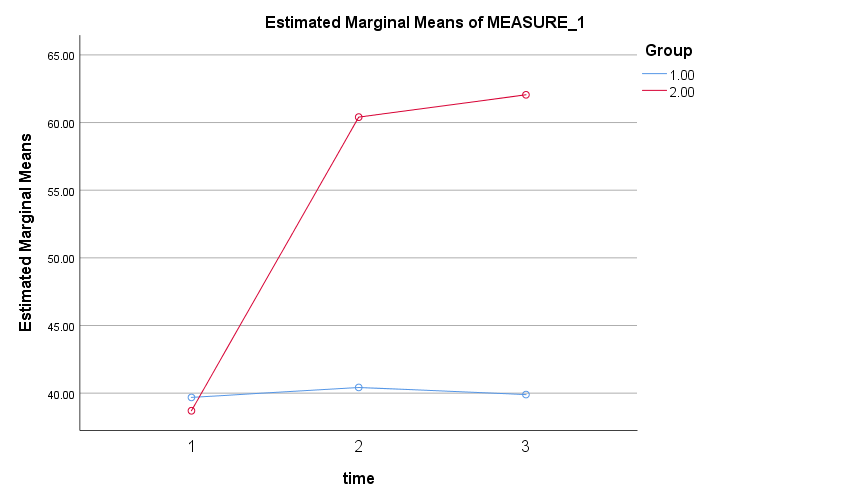 Estimated Marginal Means of MEASURE_1
Group
1.00
2.00
Estimated Marginal Means
65.00
60.00
55.00
50.00
45.00
40.00
1 2 3
time